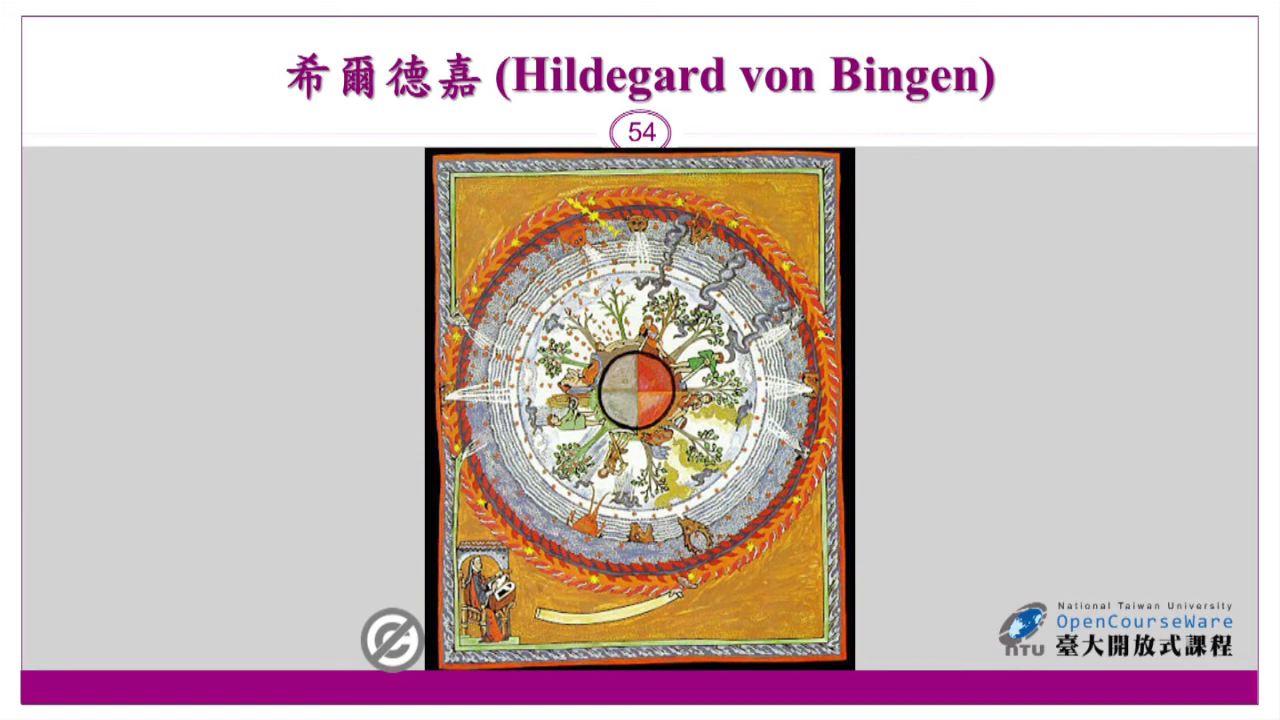 希爾德嘉 (Hildegard von Bingen)
54
National Taiwan University
OpenCourseWare
NTU 臺大開放式課程